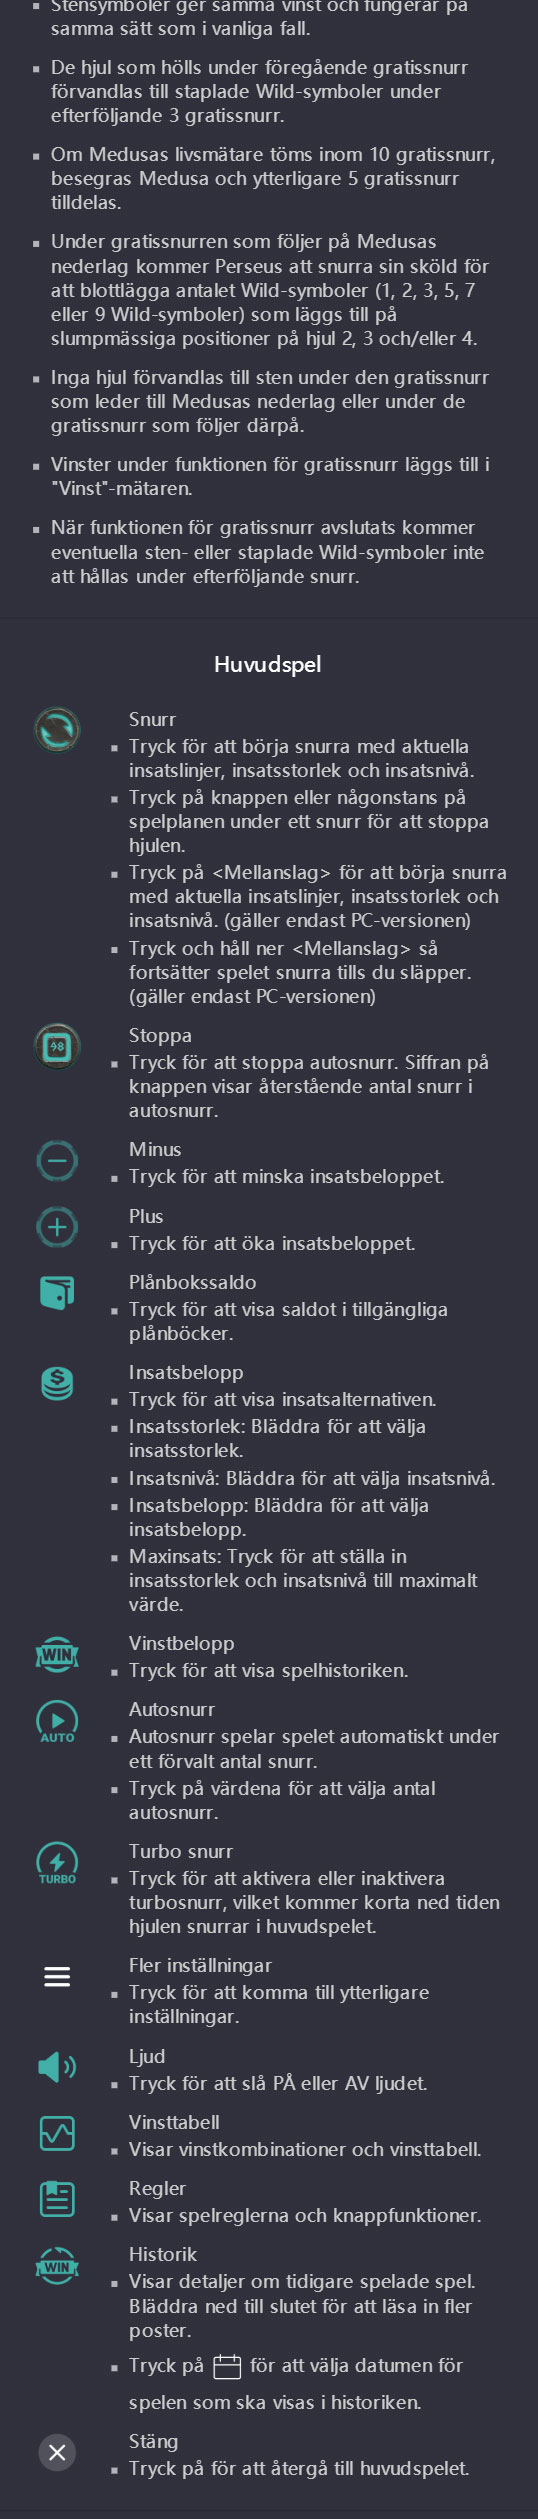 Stensymboler ger samma vinst och fungerar på
samma sätt som i vanliga fall.
De hjul som hölls under föregående gratissnurr
förvandlas till staplade Wild-symboler under
efterföljande 3 gratissnurr.
Om Medusas livsmätare töms inom 10 gratissnurr,
besegras Medusa och ytterligare 5 gratissnurr
tilldelas.
Under gratissnurren som följer på Medusas
nederlag kommer Perseus att snurra sin sköld för
att blottlägga antalet Wild-symboler (1, 2, 3, 5, 7
eller 9 Wild-symboler) som läggs till på
slumpmässiga positioner på hjul 2, 3 och/eller 4.
Inga hjul förvandlas till sten under den gratissnurr
som leder till Medusas nederlag eller under de
gratissnurr som följer därpå.
Vinster under funktionen för gratissnurr läggs till i
"Vinst"-mätaren.
När funktionen för gratissnurr avslutats kommer
eventuella sten- eller staplade Wild-symboler inte
att hållas under efterföljande snurr.
Huvudspel
Snurr
Tryck för att börja snurra med aktuella
insatslinjer, insatsstorlek och insatsnivå.
Tryck på knappen eller någonstans på
spelplanen under ett snurr för att stoppa
hjulen.
Tryck på <Mellanslag> för att börja snurra
med aktuella insatslinjer, insatsstorlek och
insatsnivå. (gäller endast PC-versionen)
Tryck och håll ner <Mellanslag> så
fortsätter spelet snurra tills du släpper.
(gäller endast PC-versionen)
98
Stoppa
Tryck för att stoppa autosnurr. Siffran på
knappen visar återstående antal snurr i
autosnurr.
Minus
Tryck för att minska insatsbeloppet.
Plus
Tryck för att öka insatsbeloppet.
Plånbokssaldo
Tryck för att visa saldot i tillgängliga
plånböcker.
Insatsbelopp
Tryck för att visa insatsalternativen.
Insatsstorlek: Bläddra för att välja
insatsstorlek.
Insatsnivå: Bläddra för att välja insatsnivå.
Insatsbelopp: Bläddra för att välja
insatsbelopp.
Maxinsats: Tryck för att ställa in
insatsstorlek och insatsnivå till maximalt
värde.
WIN
Vinstbelopp
Tryck för att visa spelhistoriken.
AUTO
Autosnurr
Autosnurr spelar spelet automatiskt under
ett förvalt antal snurr.
Tryck på värdena för att välja antal
autosnurr.
TURBO
Turbo snurr
Tryck för att aktivera eller inaktivera
turbosnurr, vilket kommer korta ned tiden
hjulen snurrar i huvudspelet.
Fler inställningar
Tryck för att komma till ytterligare
inställningar.
Ljud
Tryck för att slå PÅ eller AV ljudet.
Vinsttabell
Visar vinstkombinationer och vinsttabell.
Regler
Visar spelreglerna och knappfunktioner.
WIN
Historik
Visar detaljer om tidigare spelade spel.
Bläddra ned till slutet för att läsa in fler
poster.
Tryck på för att välja datumen för
spelen som ska visas i historiken.
Stäng
Tryck på för att återgå till huvudspelet.